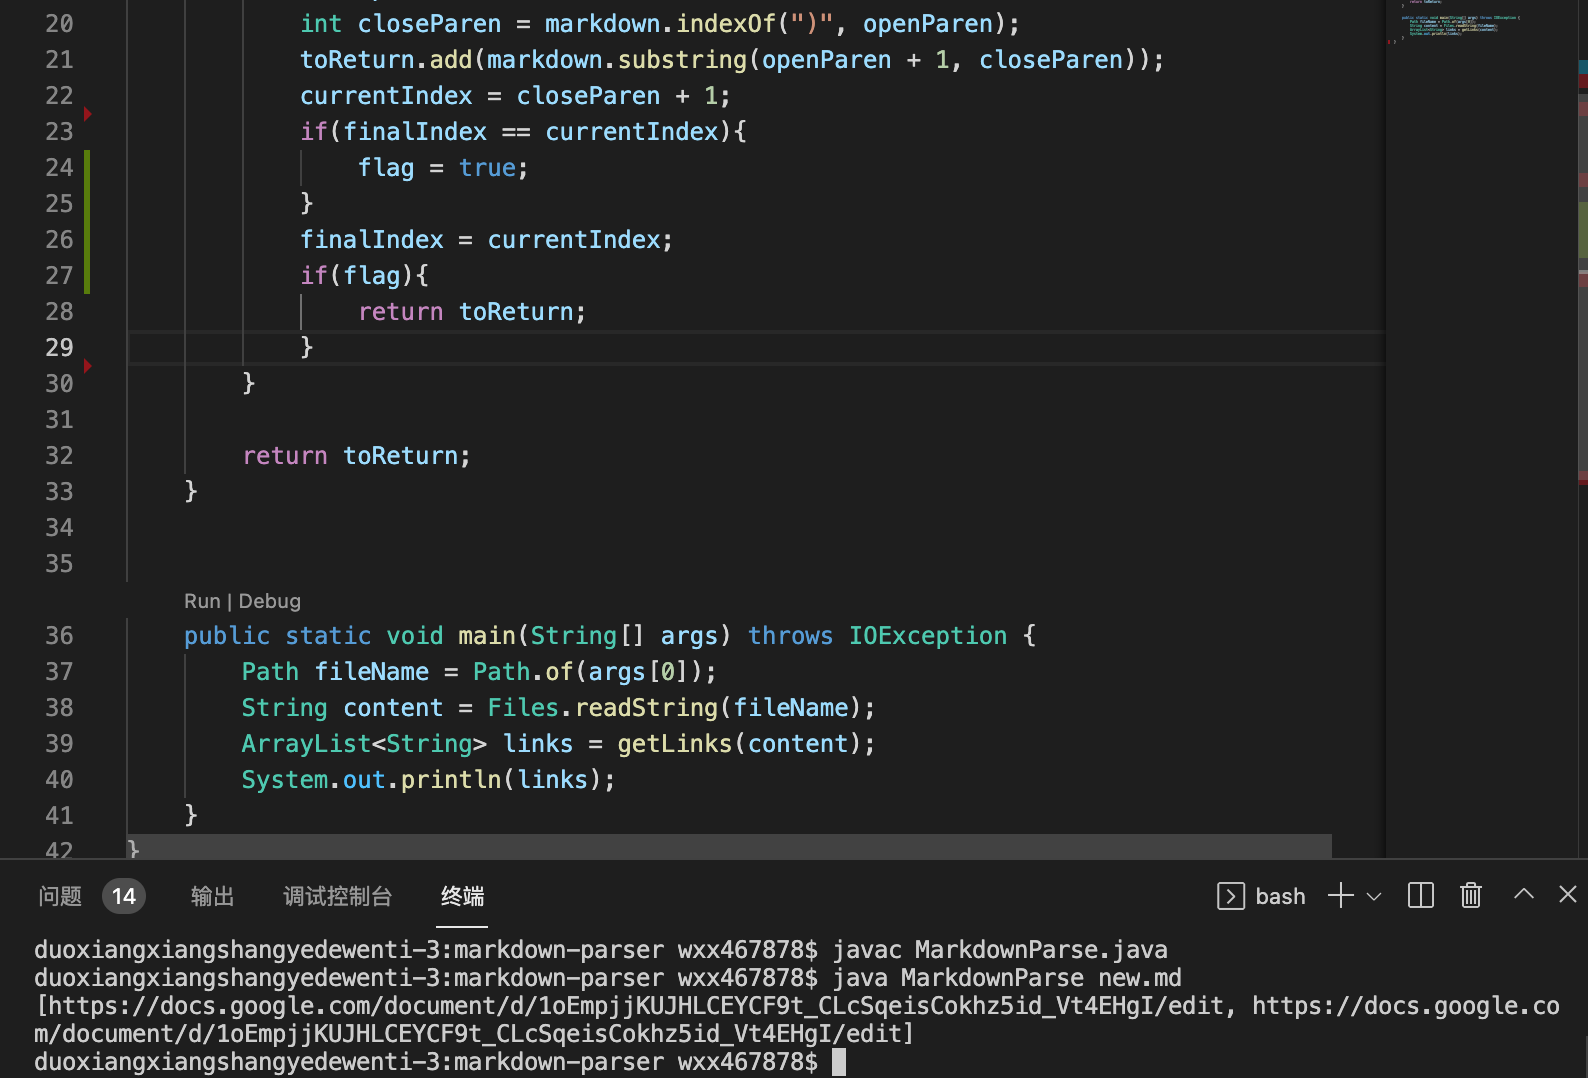 20 int closeParen = markdown.indexOf(")", openParen);
21 toReturn.add(markdown.substring(openParen + 1, closeParen));
22 currentIndex = closeParen + 1;
23 if(finalIndex == currentIndex){
24 flag = true;
25 }
26 finalIndex = currentIndex;
27 if(flag){
28 return toReturn;
29 }
30 }
31
32 return toReturn;
33 }
34
35
Run | Debug
36 public static void main(String[] args) throws IOException {
37 Path fileName = Path.of(args[0]);
38 String content = Files.readString(fileName);
39 ArrayList<String> links = getLinks(content);
40 System.out.println(links);
41 }
42 }
问题 14 输出 调试控制台 终端 bash
duoxiangxiangshangyedewenti-3:markdown-parser wxx467878$ javac MarkdownParse.java
duoxiangxiangshangyedewenti-3:markdown-parser wxx467878$ java MarkdownParse new.md
[https://docs.google.com/document/d/1oEmpjjKUJHLCEYCF9t_CLcSqeisCokhz5id_Vt4EHgI/edit, https://docs.google.co
m/document/d/1oEmpjjKUJHLCEYCF9t_CLcSqeisCokhz5id_Vt4EHgI/edit]
duoxiangxiangshangyedewenti-3:markdown-parser wxx467878$